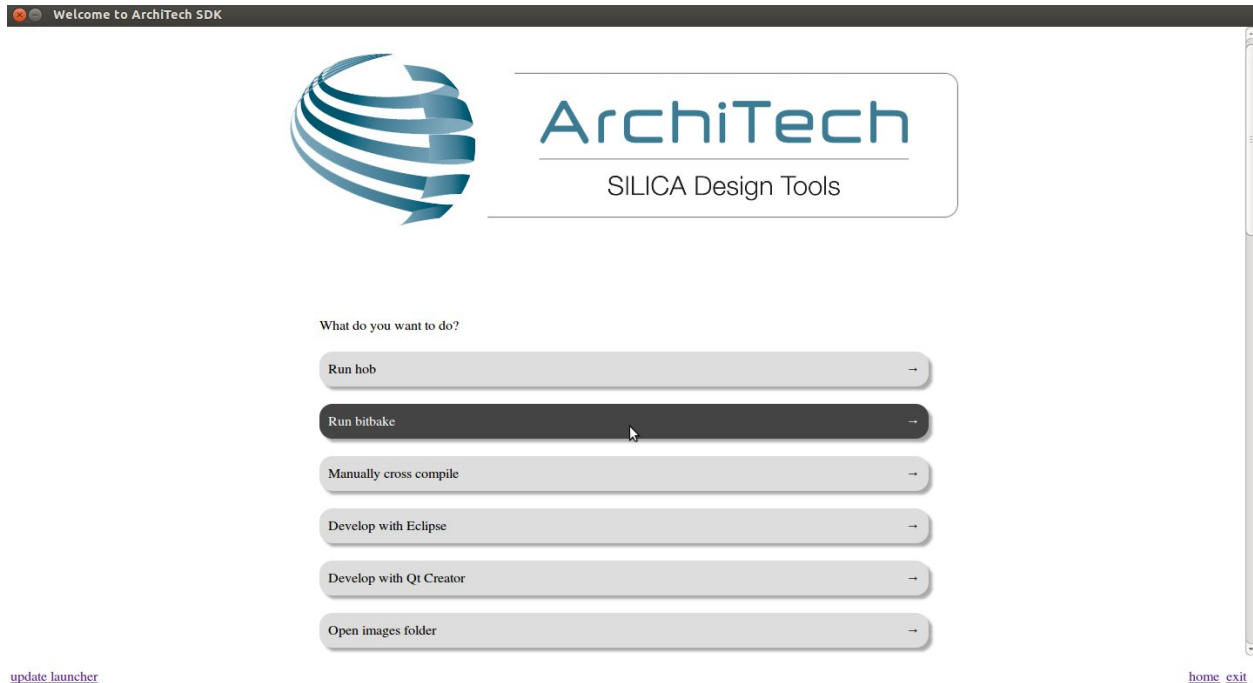 Welcome to ArchiTech SDK
ArchiTech
SILICA Design Tools
What do you want to do?
Run hob →
Run bitbake →
Manually cross compile →
Develop with Eclipse →
Develop with Qt Creator →
Open images folder →
update launcher home exit